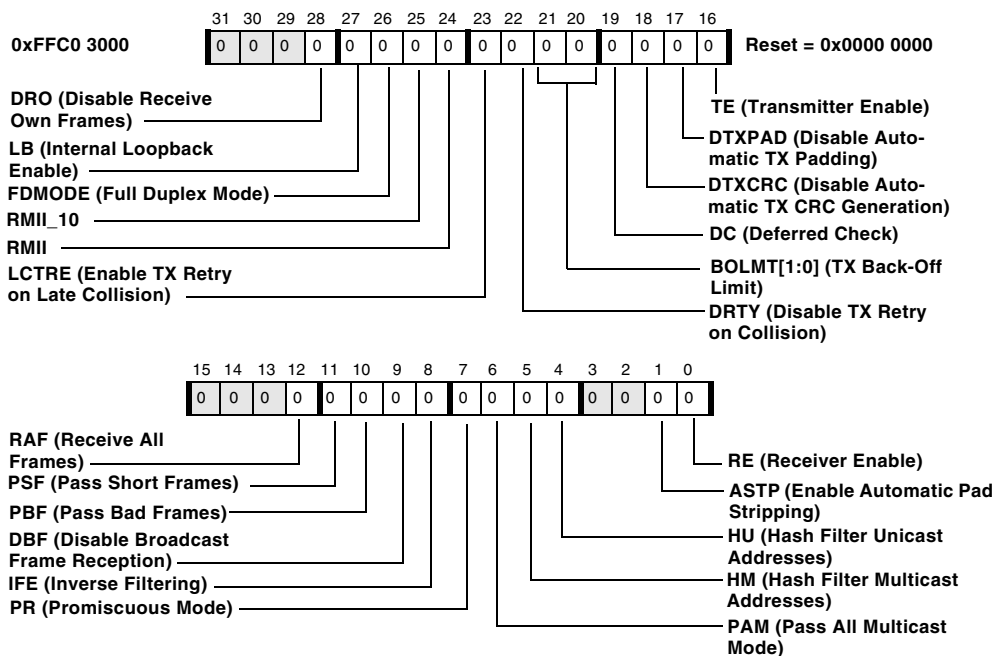 31 30 29 28 27 26 25 24 23 22 21 20 19 18 17 16
0xFFC0 3000
0 0 0 0 0 0 0 0 0 0 0 0 0 0 0 0
Reset = 0x0000 0000
DRO (Disable Receive
Own Frames)
LB (Internal Loopback
Enable)
FDMODE (Full Duplex Mode)
RMII_10
RMII
LCTRE (Enable TX Retry
on Late Collision)
TE (Transmitter Enable)
DTXPAD (Disable Auto-
matic TX Padding)
DTXCRC (Disable Auto-
matic TX CRC Generation)
DC (Deferred Check)
BOLMT[1:0] (TX Back-Off
Limit)
DRTY (Disable TX Retry
on Collision)
15 14 13 12 11 10 9 8 7 6 5 4 3 2 1 0
0 0 0 0 0 0 0 0 0 0 0 0 0 0 0 0
RAF (Receive All
Frames)
PSF (Pass Short Frames)
PBF (Pass Bad Frames)
DBF (Disable Broadcast
Frame Reception)
IFE (Inverse Filtering)
PR (Promiscuous Mode)
RE (Receiver Enable)
ASTP (Enable Automatic Pad
Stripping)
HU (Hash Filter Unicast
Addresses)
HM (Hash Filter Multicast
Addresses)
PAM (Pass All Multicast
Mode)